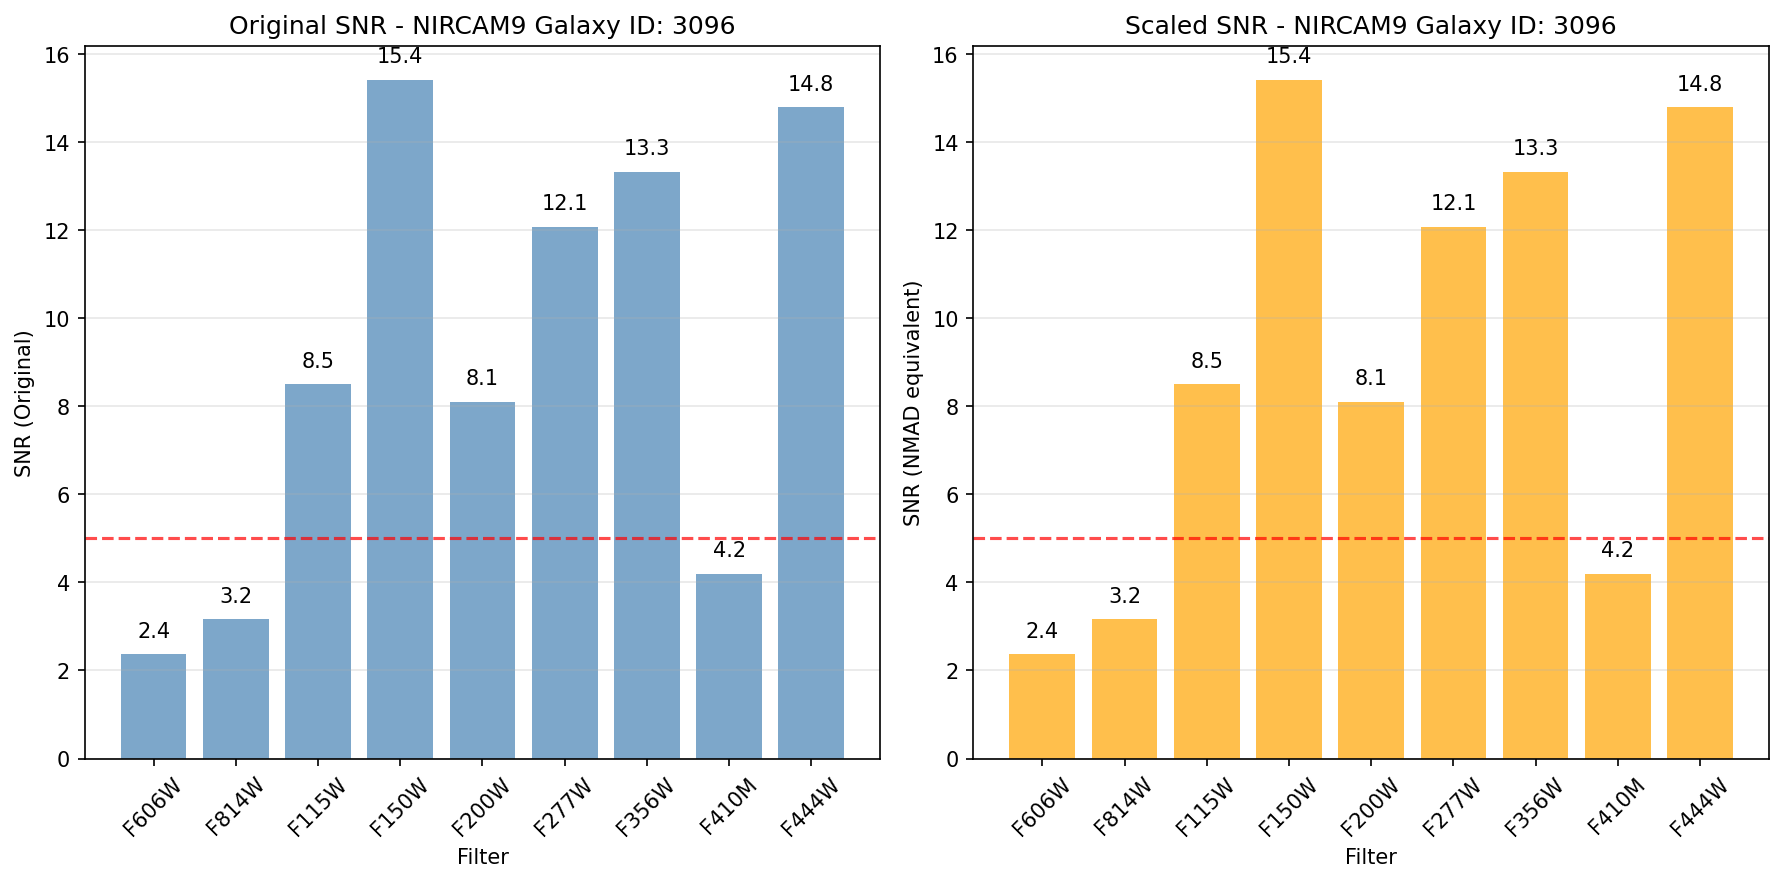 Original SNR - NIRCAM9 Galaxy ID: 3096
SNR (Original)
16
14
12
10
8
6
4
2
0
2.4
3.2
8.5
15.4
8.1
12.1
13.3
4.2
14.8
F606W
F814W
F115W
F150W
F200W
F277W
F356W
F410M
F444W
Filter
Scaled SNR - NIRCAM9 Galaxy ID: 3096
SNR (NMAD equivalent)
16
14
12
10
8
6
4
2
0
2.4
3.2
8.5
15.4
8.1
12.1
13.3
4.2
14.8
F606W
F814W
F115W
F150W
F200W
F277W
F356W
F410M
F444W
Filter